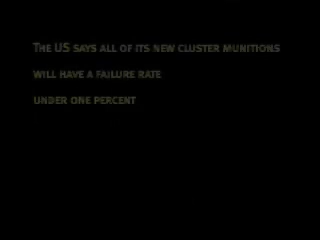 The US says all of its new cluster munitions
will have a failure rate
under one percent